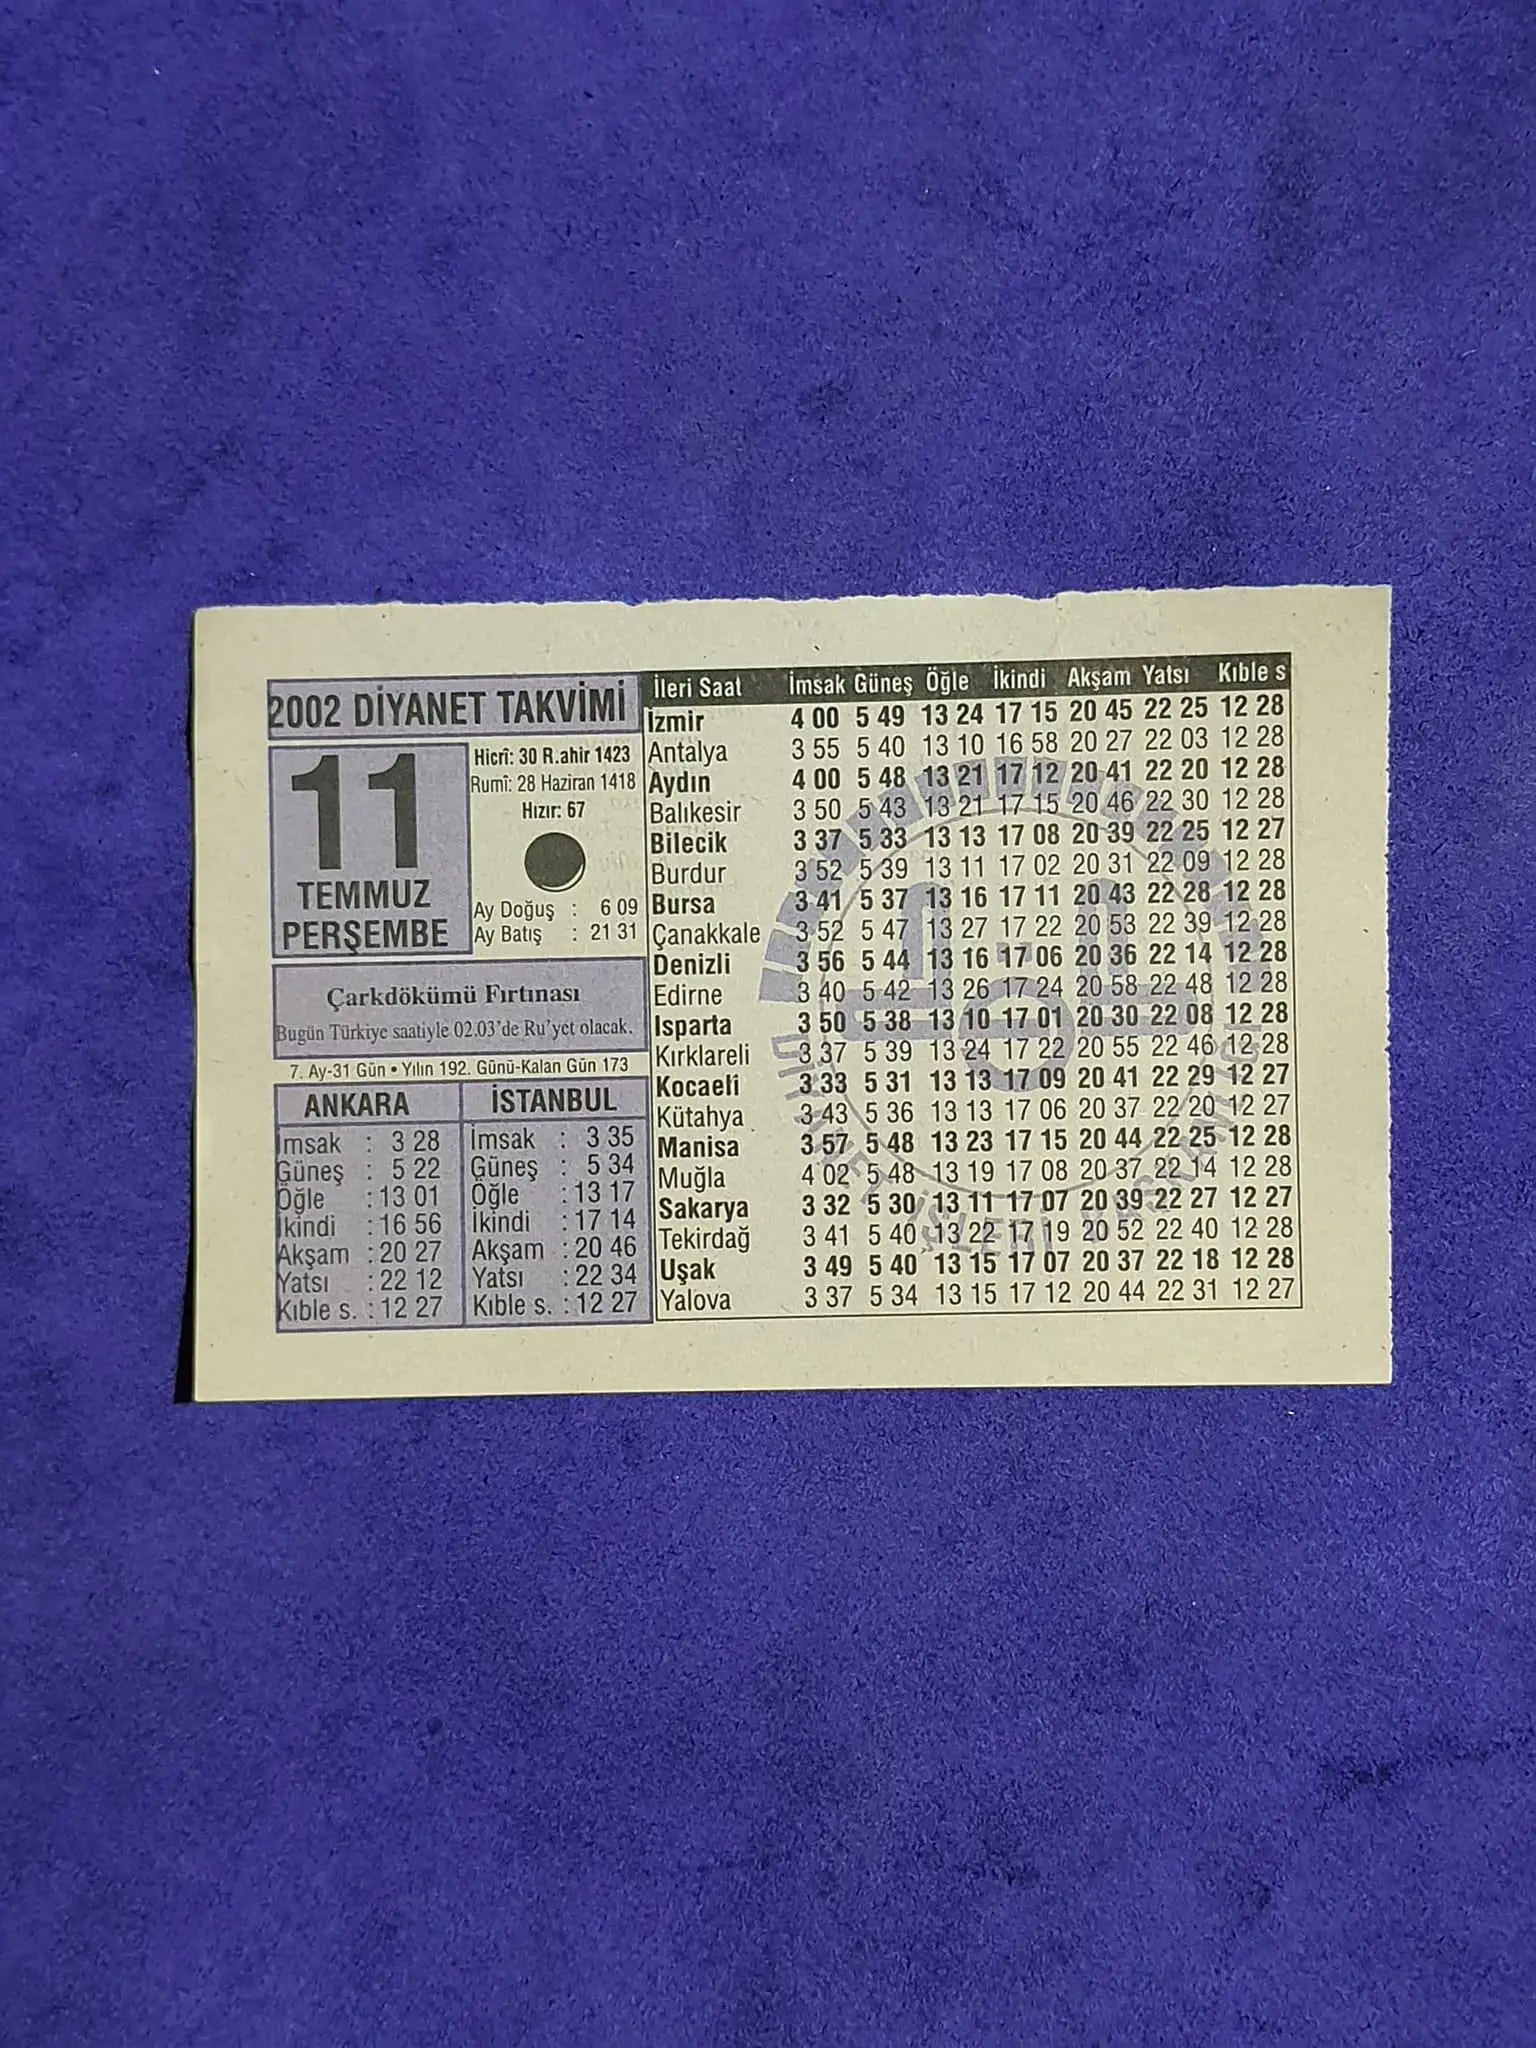 2002 DİYANET TAKVİMİ
11
TEMMUZ
PERŞEMBE
Hicrî: 30 R.ahir 1423
Rumî: 28 Haziran 1418
Hızır: 67
Ay Doğuş : 6 09
Ay Batış : 21 31
Çarkdökümü Fırtınası
Bugün Türkiye saatiyle 02.03'de Ru'yet olacak.
7. Ay-31 Gün • Yılın 192. Günü-Kalan Gün 173
ANKARA
İmsak : 3 28
Güneş : 5 22
Öğle : 13 01
İkindi : 16 56
Akşam : 20 27
Yatsı : 22 12
Kıble s. : 12 27
İSTANBUL
İmsak : 3 35
Güneş : 5 34
Öğle : 13 17
İkindi : 17 14
Akşam : 20 46
Yatsı : 22 34
Kıble s. : 12 27
İleri Saat İmsak Güneş Öğle İkindi Akşam Yatsı Kıble s
İzmir 4 00 5 49 13 24 17 15 20 45 22 25 12 28
Antalya 3 55 5 40 13 10 16 58 20 27 22 03 12 28
Aydın 4 00 5 48 13 21 17 12 20 41 22 20 12 28
Balıkesir 3 50 5 43 13 21 17 15 20 46 22 30 12 28
Bilecik 3 37 5 33 13 13 17 08 20 39 22 25 12 27
Burdur 3 52 5 39 13 11 17 02 20 31 22 09 12 28
Bursa 3 41 5 37 13 16 17 11 20 43 22 28 12 28
Çanakkale 3 52 5 47 13 27 17 22 20 53 22 39 12 28
Denizli 3 56 5 44 13 16 17 06 20 36 22 14 12 28
Edirne 3 40 5 42 13 26 17 24 20 58 22 48 12 28
Isparta 3 50 5 38 13 10 17 01 20 30 22 08 12 28
Kırklareli 3 37 5 39 13 24 17 22 20 55 22 46 12 28
Kocaeli 3 33 5 31 13 13 17 09 20 41 22 29 12 27
Kütahya 3 43 5 36 13 13 17 06 20 37 22 20 12 27
Manisa 3 57 5 48 13 23 17 15 20 44 22 25 12 28
Muğla 4 02 5 48 13 19 17 08 20 37 22 14 12 28
Sakarya 3 32 5 30 13 11 17 07 20 39 22 27 12 27
Tekirdağ 3 41 5 40 13 22 17 19 20 52 22 40 12 28
Uşak 3 49 5 40 13 15 17 07 20 37 22 18 12 28
Yalova 3 37 5 34 13 15 17 12 20 44 22 31 12 27
DİYANET İŞLERİ BAŞKANLIĞI